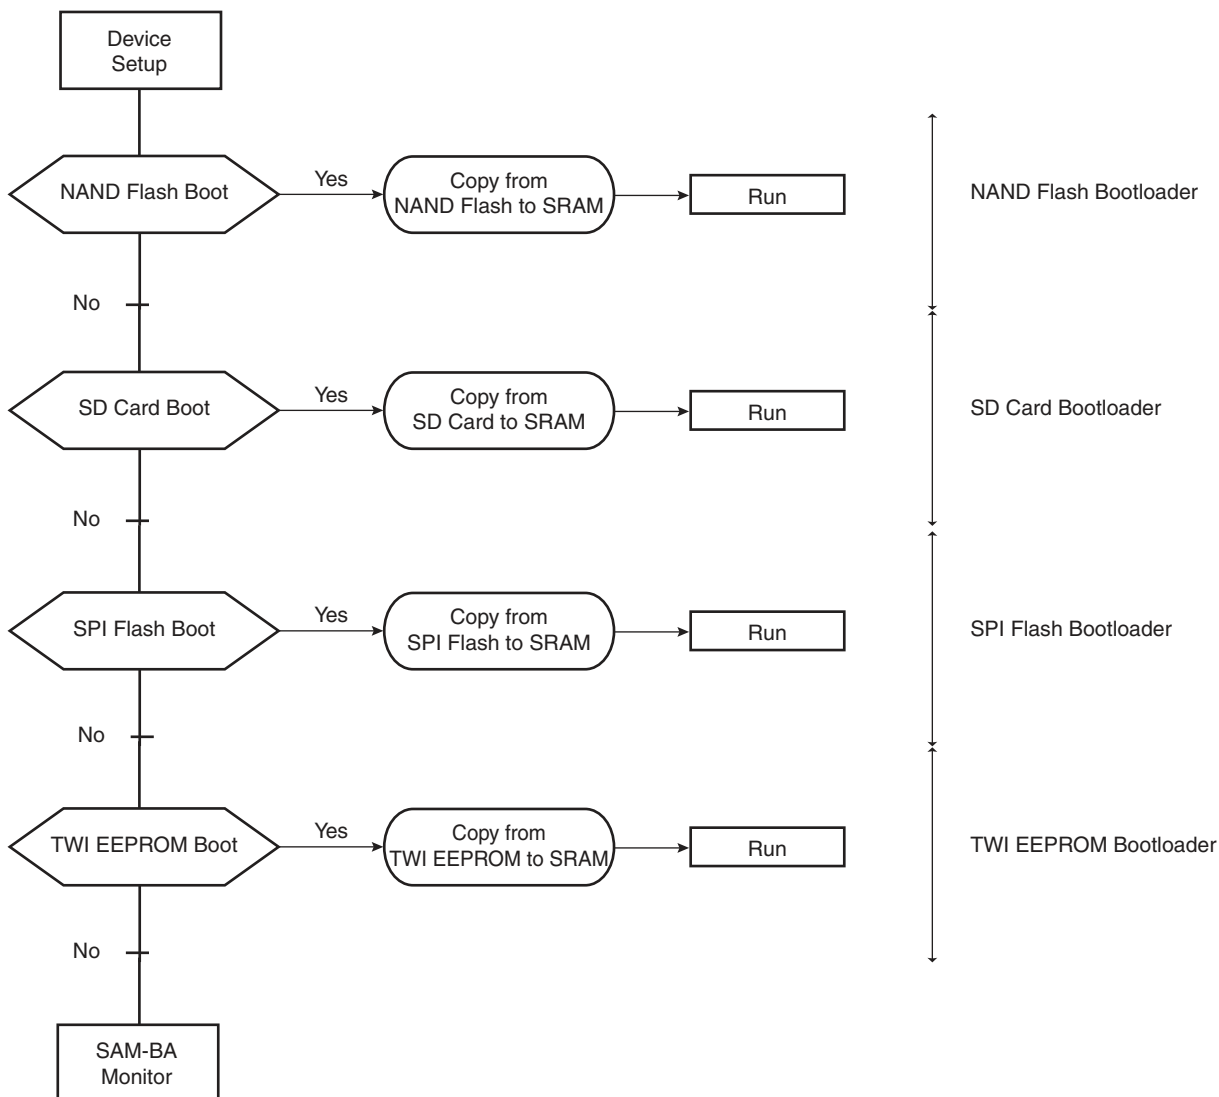 Device
Setup
NAND Flash Boot
Yes
Copy from
NAND Flash to SRAM
Run
NAND Flash Bootloader
No
SD Card Boot
Yes
Copy from
SD Card to SRAM
Run
SD Card Bootloader
No
SPI Flash Boot
Yes
Copy from
SPI Flash to SRAM
Run
SPI Flash Bootloader
No
TWI EEPROM Boot
Yes
Copy from
TWI EEPROM to SRAM
Run
TWI EEPROM Bootloader
No
SAM-BA
Monitor